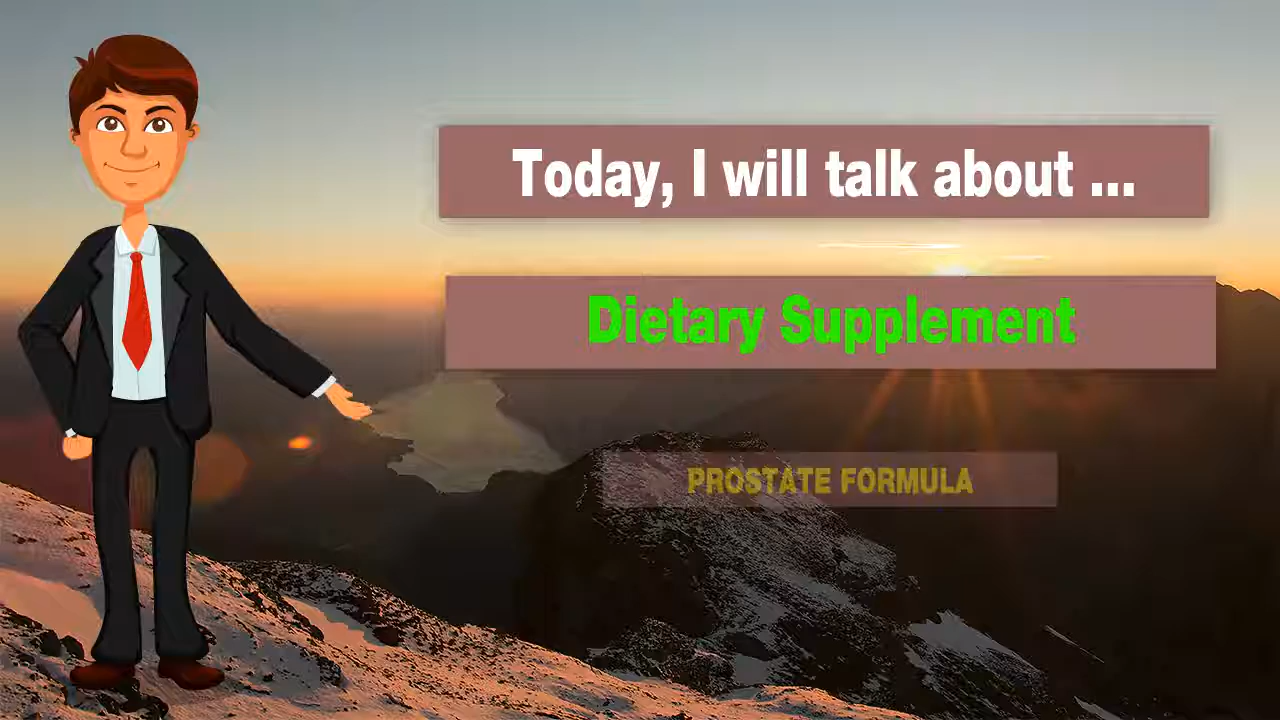 Today, I will talk about ...
Dietary Supplement
PROSTATE FORMULA